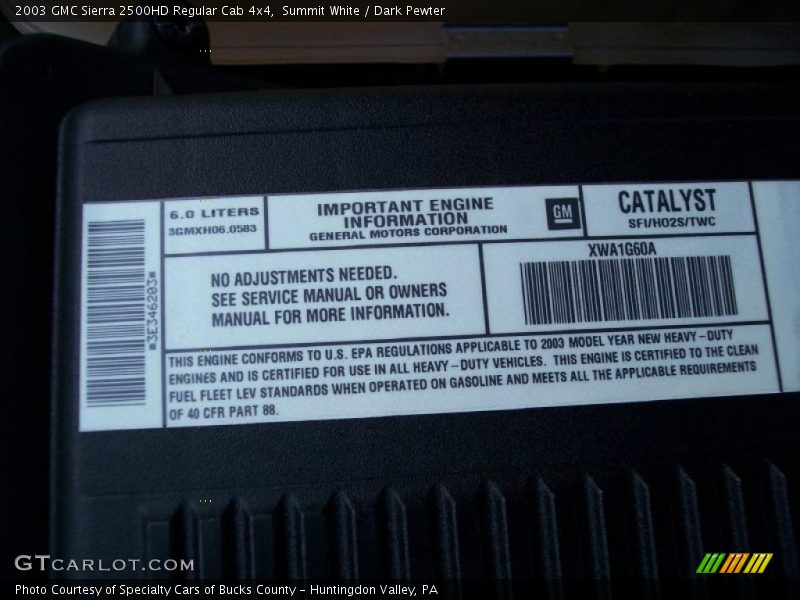 2003 GMC Sierra 2500HD Regular Cab 4x4, Summit White / Dark Pewter
6.0 LITERS
3GMXH06.0583
IMPORTANT ENGINE
INFORMATION
GENERAL MOTORS CORPORATION
GM
CATALYST
SFI/HO2S/TWC
*3E346203*
NO ADJUSTMENTS NEEDED.
SEE SERVICE MANUAL OR OWNERS
MANUAL FOR MORE INFORMATION.
XWA1G60A
THIS ENGINE CONFORMS TO U.S. EPA REGULATIONS APPLICABLE TO 2003 MODEL YEAR NEW HEAVY-DUTY
ENGINES AND IS CERTIFIED FOR USE IN ALL HEAVY-DUTY VEHICLES. THIS ENGINE IS CERTIFIED TO THE CLEAN
FUEL FLEET LEV STANDARDS WHEN OPERATED ON GASOLINE AND MEETS ALL THE APPLICABLE REQUIREMENTS
OF 40 CFR PART 88.
GTCARLOT.COM
Photo Courtesy of Specialty Cars of Bucks County - Huntingdon Valley, PA